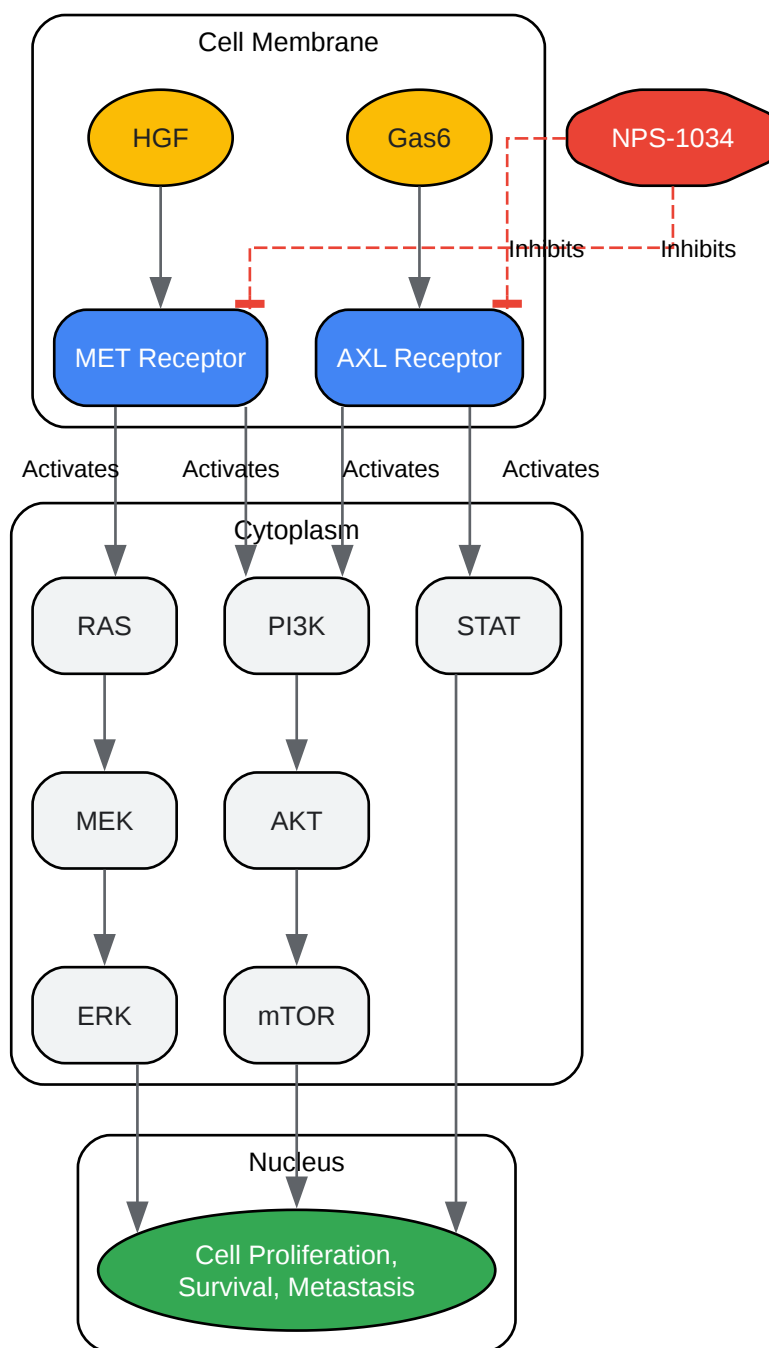 Cell Membrane
HGF
Gas6
NPS-1034
Inhibits
Inhibits
MET Receptor
AXL Receptor
Activates
Activates
Activates
Activates
Cytoplasm
RAS
PI3K
STAT
MEK
AKT
ERK
mTOR
Nucleus
Cell Proliferation,
Survival, Metastasis